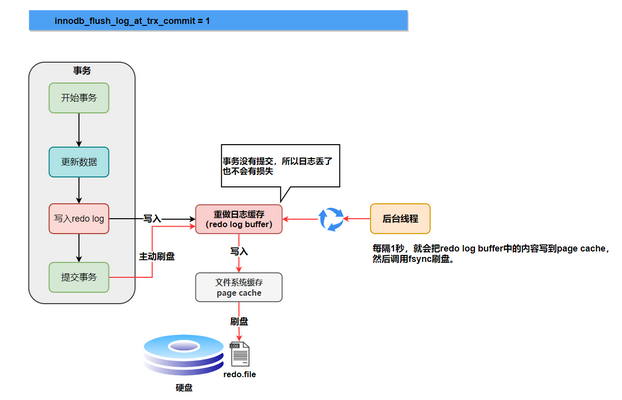 innodb_flush_log_at_trx_commit = 1
事务
开始事务
更新数据
写入redo log
提交事务
写入
主动刷盘
事务没有提交，所以日志丢了
也不会有损失
重做日志缓存
(redo log buffer)
后台线程
每隔1秒，就会把redo log buffer中的内容写到page cache，
然后调用fsync刷盘。
写入
文件系统缓存
page cache
刷盘
LOG
redo.file
硬盘